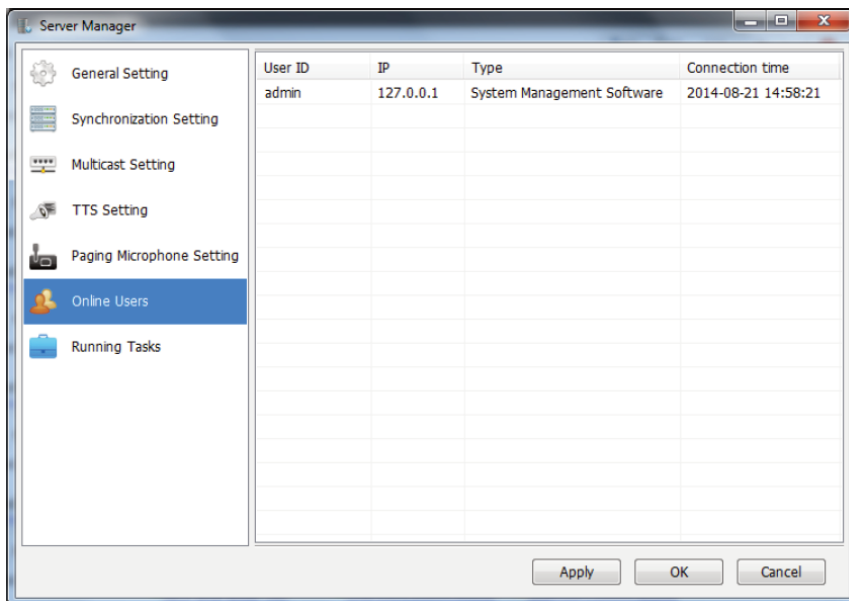 Server Manager
General Setting
Synchronization Setting
Multicast Setting
TTS Setting
Paging Microphone Setting
Online Users
Running Tasks
User ID IP Type Connection time
admin 127.0.0.1 System Management Software 2014-08-21 14:58:21
Apply OK Cancel